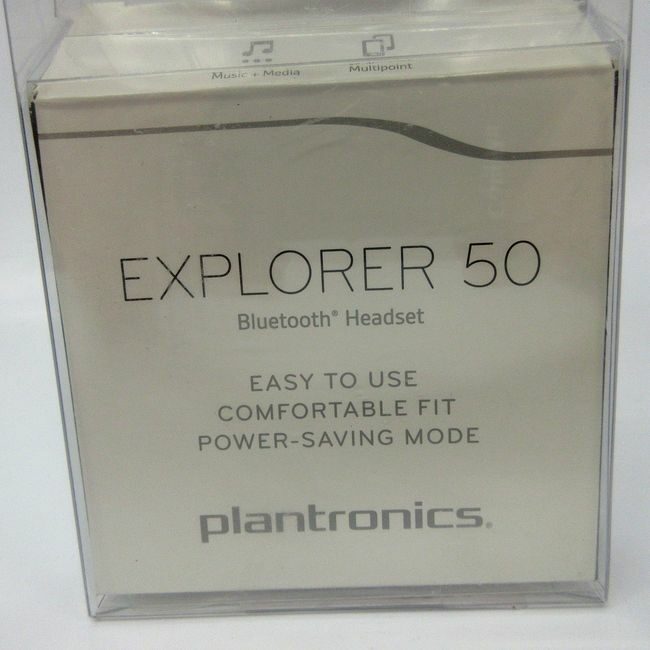 Music + Media Multipoint
EXPLORER 50
Bluetooth® Headset
EASY TO USE
COMFORTABLE FIT
POWER-SAVING MODE
plantronics®